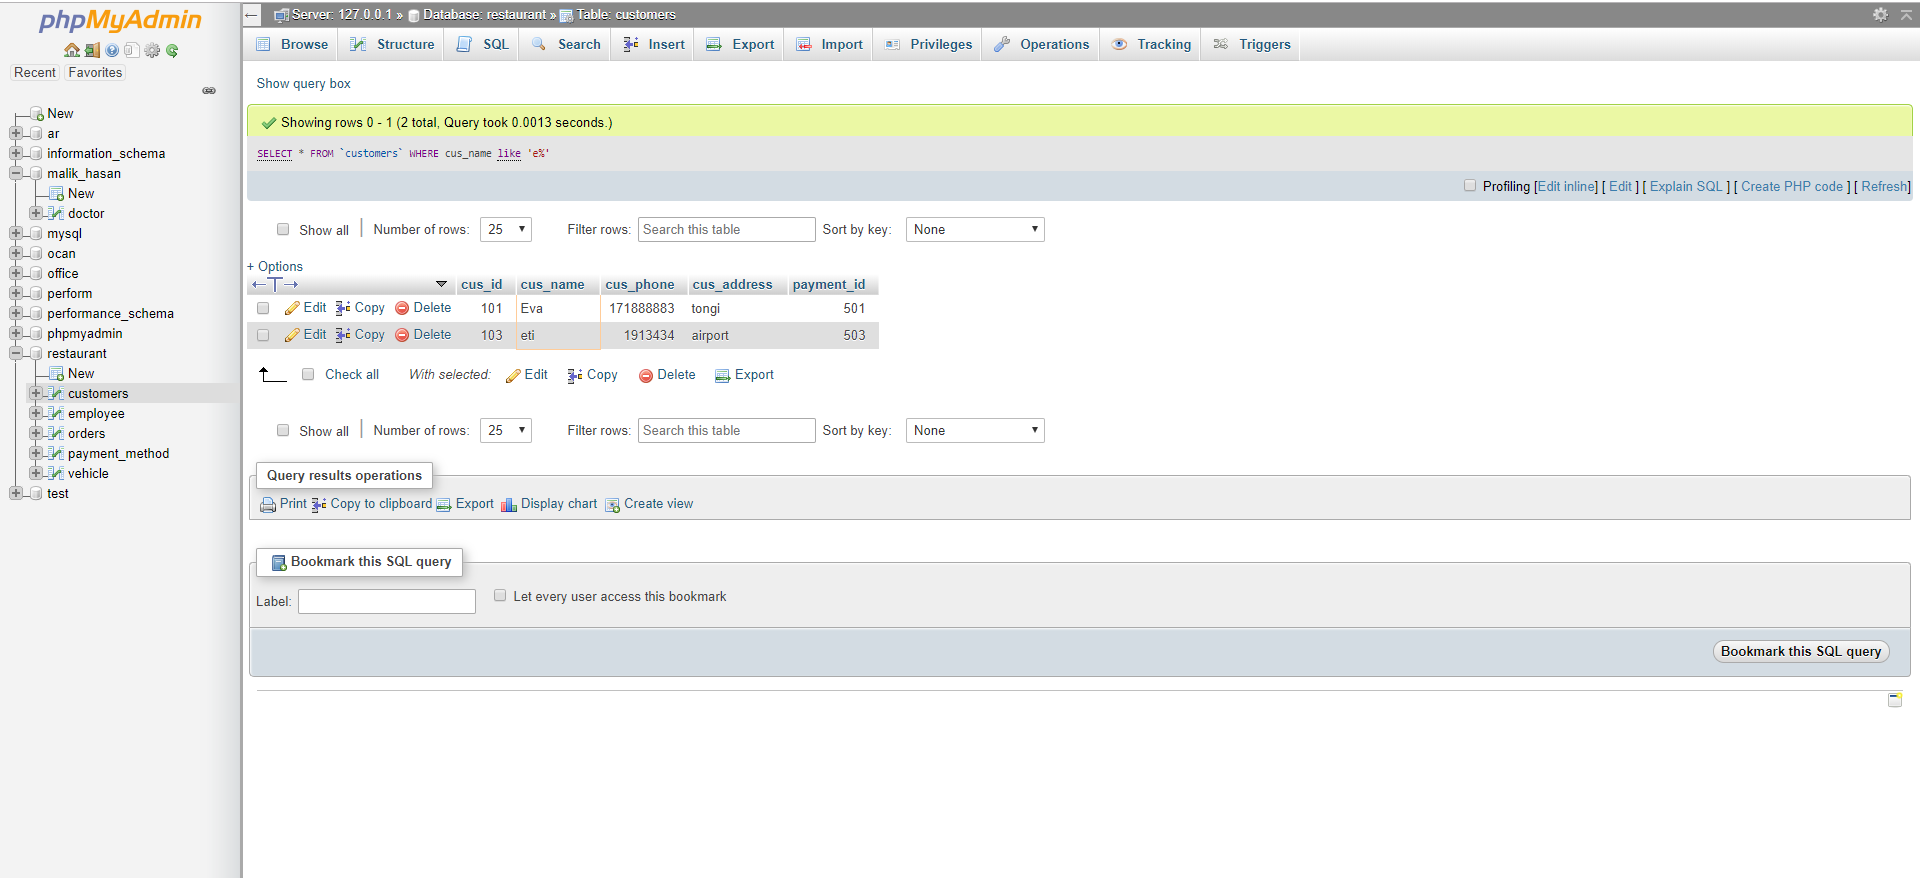 phpMyAdmin
Recent Favorites
New
ar
information_schema
malik_hasan
New
doctor
mysql
ocan
office
perform
performance_schema
phpmyadmin
restaurant
New
customers
employee
orders
payment_method
vehicle
test
Server: 127.0.0.1 » Database: restaurant » Table: customers
Browse Structure SQL Search Insert Export Import Privileges Operations Tracking Triggers
Show query box
Showing rows 0 - 1 (2 total, Query took 0.0013 seconds.)
SELECT * FROM `customers` WHERE cus_name like 'e%'
Profiling [Edit inline] [ Edit ] [ Explain SQL ] [ Create PHP code ] [ Refresh]
Show all | Number of rows: 25 Filter rows: Search this table Sort by key: None
+ Options
←T→ cus_id cus_name cus_phone cus_address payment_id
Edit Copy Delete 101 Eva 171888883 tongi 501
Edit Copy Delete 103 eti 1913434 airport 503
Check all With selected: Edit Copy Delete Export
Show all | Number of rows: 25 Filter rows: Search this table Sort by key: None
Query results operations
Print Copy to clipboard Export Display chart Create view
Bookmark this SQL query
Label: Let every user access this bookmark
Bookmark this SQL query